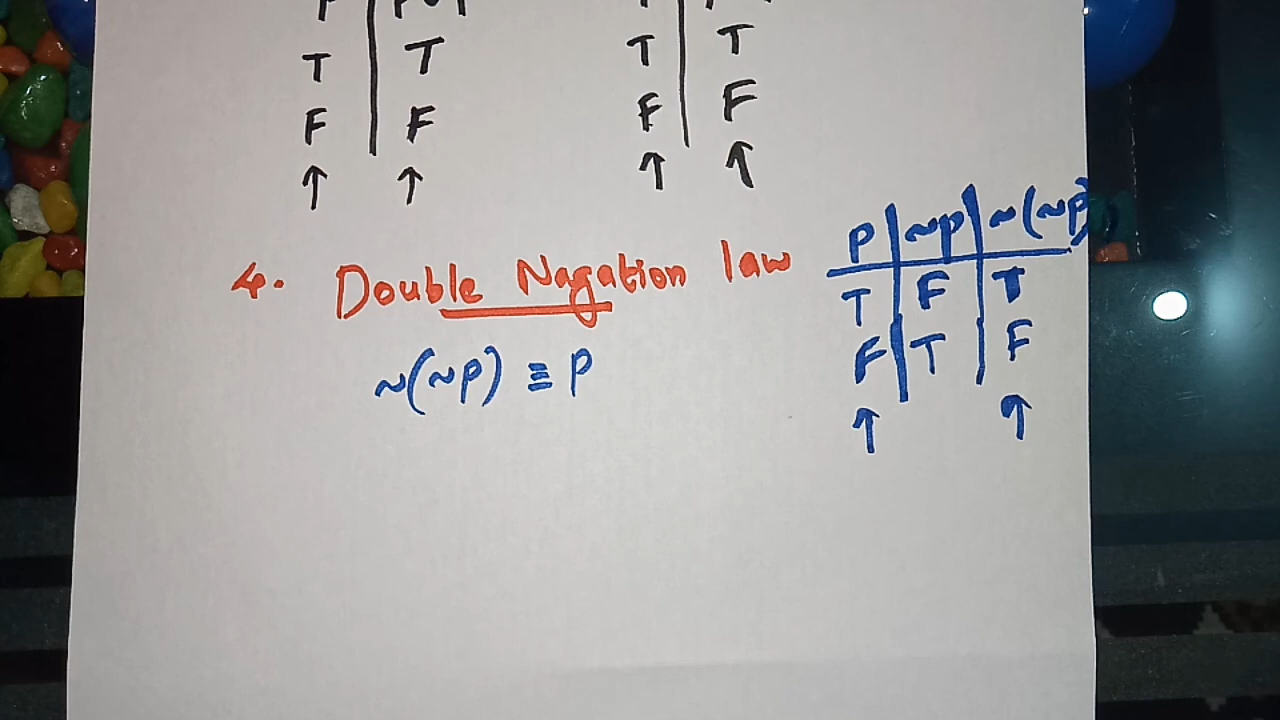 T T T T
F F F F
↑ ↑ ↑ ↑
4. Double Nagation law
~(~p) ≡ p
P ~p ~(~p)
T F T
F T F
↑ ↑